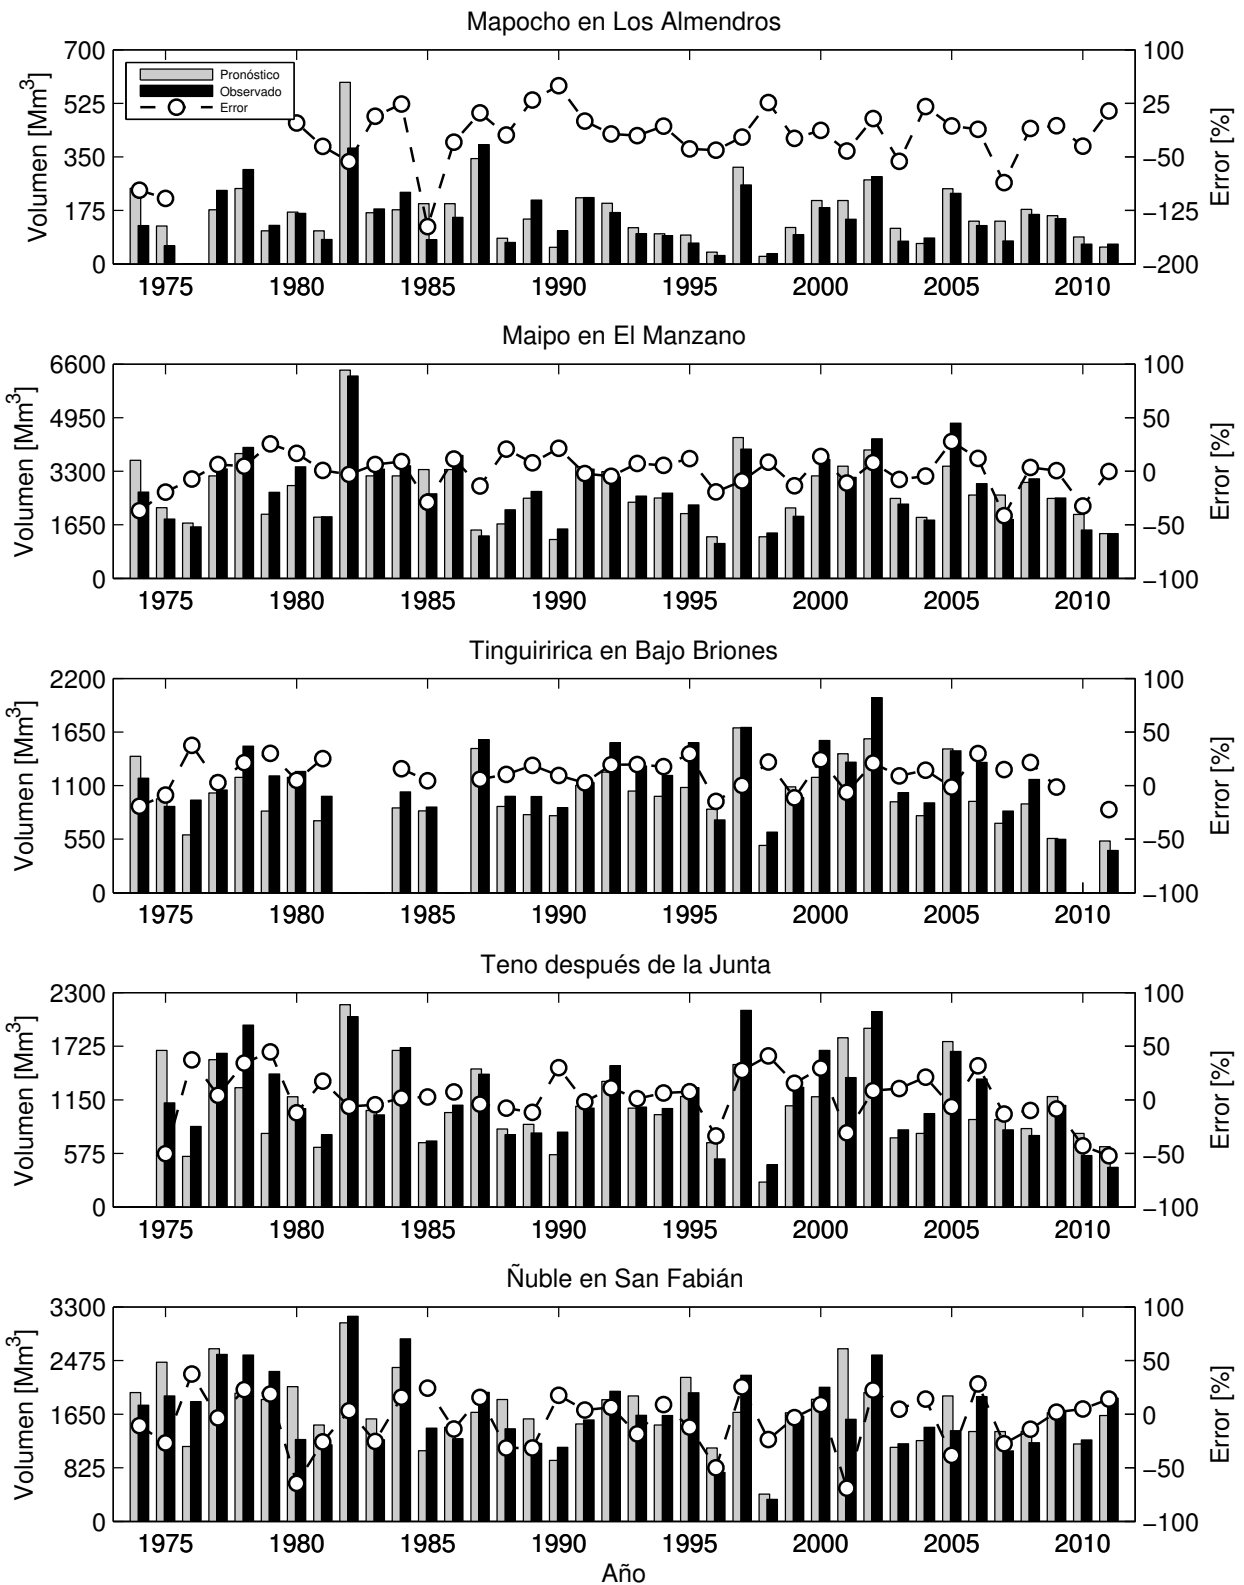 Mapocho en Los Almendros
Volumen [Mm³]
700
525
350
175
0
Pronóstico
Observado
Error
100
25
−50
−125
−200
Error [%]
1975 1980 1985 1990 1995 2000 2005 2010
Maipo en El Manzano
Volumen [Mm³]
6600
4950
3300
1650
0
100
50
0
−50
−100
Error [%]
1975 1980 1985 1990 1995 2000 2005 2010
Tinguiririca en Bajo Briones
Volumen [Mm³]
2200
1650
1100
550
0
100
50
0
−50
−100
Error [%]
1975 1980 1985 1990 1995 2000 2005 2010
Teno después de la Junta
Volumen [Mm³]
2300
1725
1150
575
0
100
50
0
−50
−100
Error [%]
1975 1980 1985 1990 1995 2000 2005 2010
Ñuble en San Fabián
Volumen [Mm³]
3300
2475
1650
825
0
100
50
0
−50
−100
Error [%]
1975 1980 1985 1990 1995 2000 2005 2010
Año